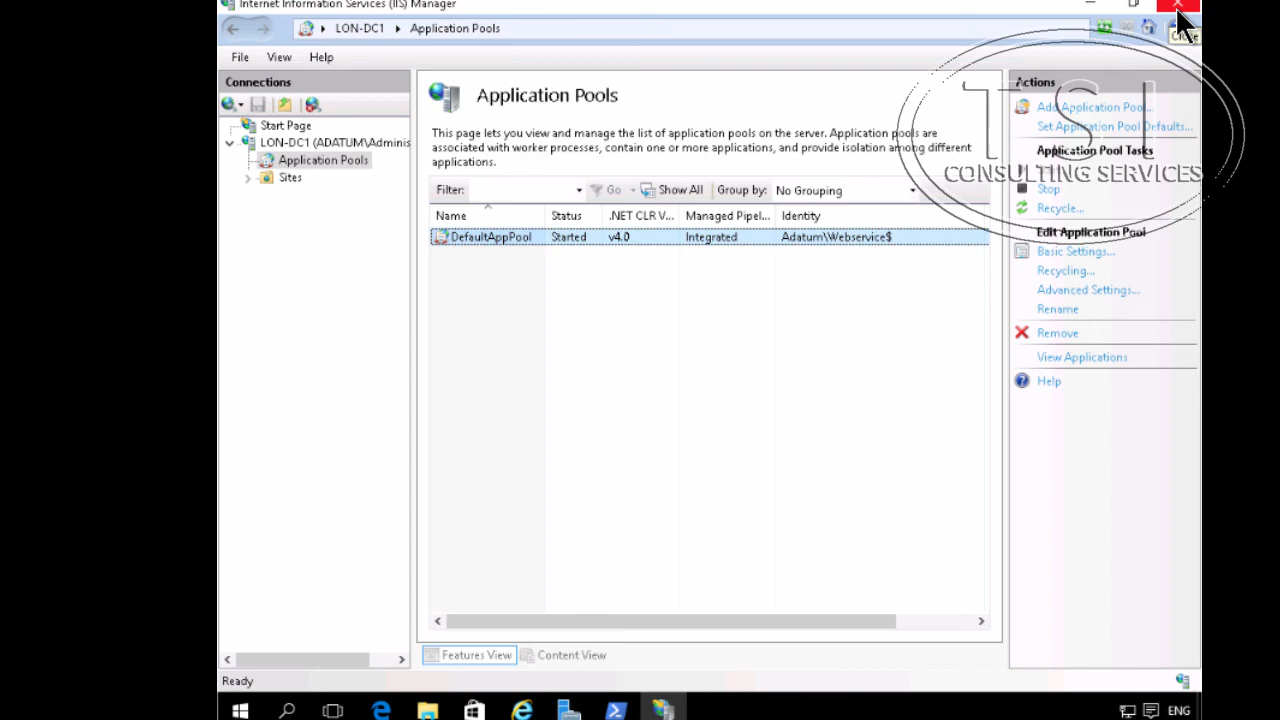 Internet Information Services (IIS) Manager
LON-DC1 Application Pools
Close
File View Help
Connections
Start Page
LON-DC1 (ADATUM\Adminis
Application Pools
Sites
Application Pools
This page lets you view and manage the list of application pools on the server. Application pools are
associated with worker processes, contain one or more applications, and provide isolation among different
applications.
Filter: Go Show All Group by: No Grouping
Name Status .NET CLR V... Managed Pipel... Identity
DefaultAppPool Started v4.0 Integrated Adatum\Webservice$
Features View Content View
Actions
Add Application Pool...
Set Application Pool Defaults...
Application Pool Tasks
Stop
Recycle...
Edit Application Pool
Basic Settings...
Recycling...
Advanced Settings...
Rename
Remove
View Applications
Help
TSI
CONSULTING SERVICES
Ready
ENG